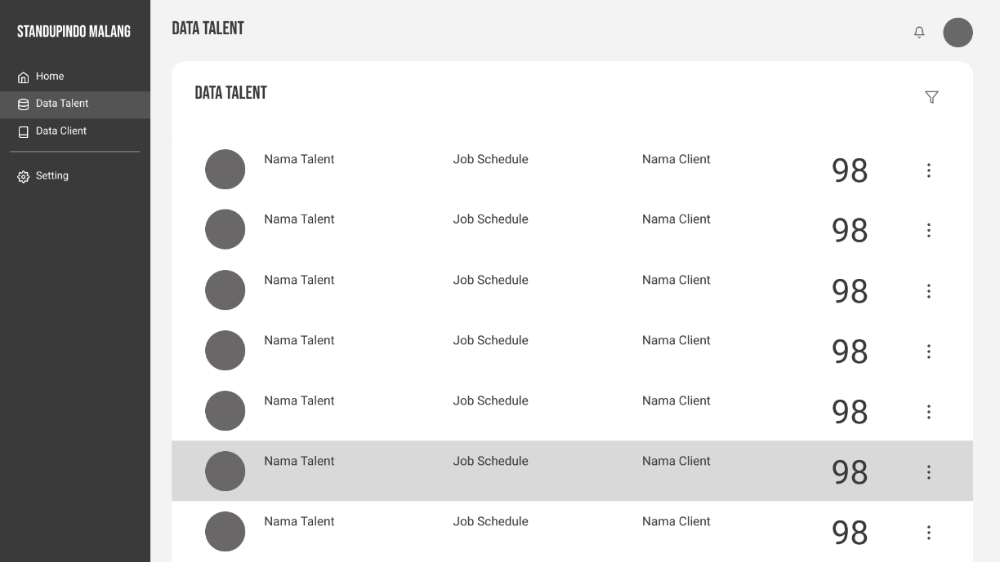 STANDUPINDO MALANG
Home
Data Talent
Data Client
Setting
DATA TALENT
DATA TALENT
Nama Talent Job Schedule Nama Client 98
Nama Talent Job Schedule Nama Client 98
Nama Talent Job Schedule Nama Client 98
Nama Talent Job Schedule Nama Client 98
Nama Talent Job Schedule Nama Client 98
Nama Talent Job Schedule Nama Client 98
Nama Talent Job Schedule Nama Client 98